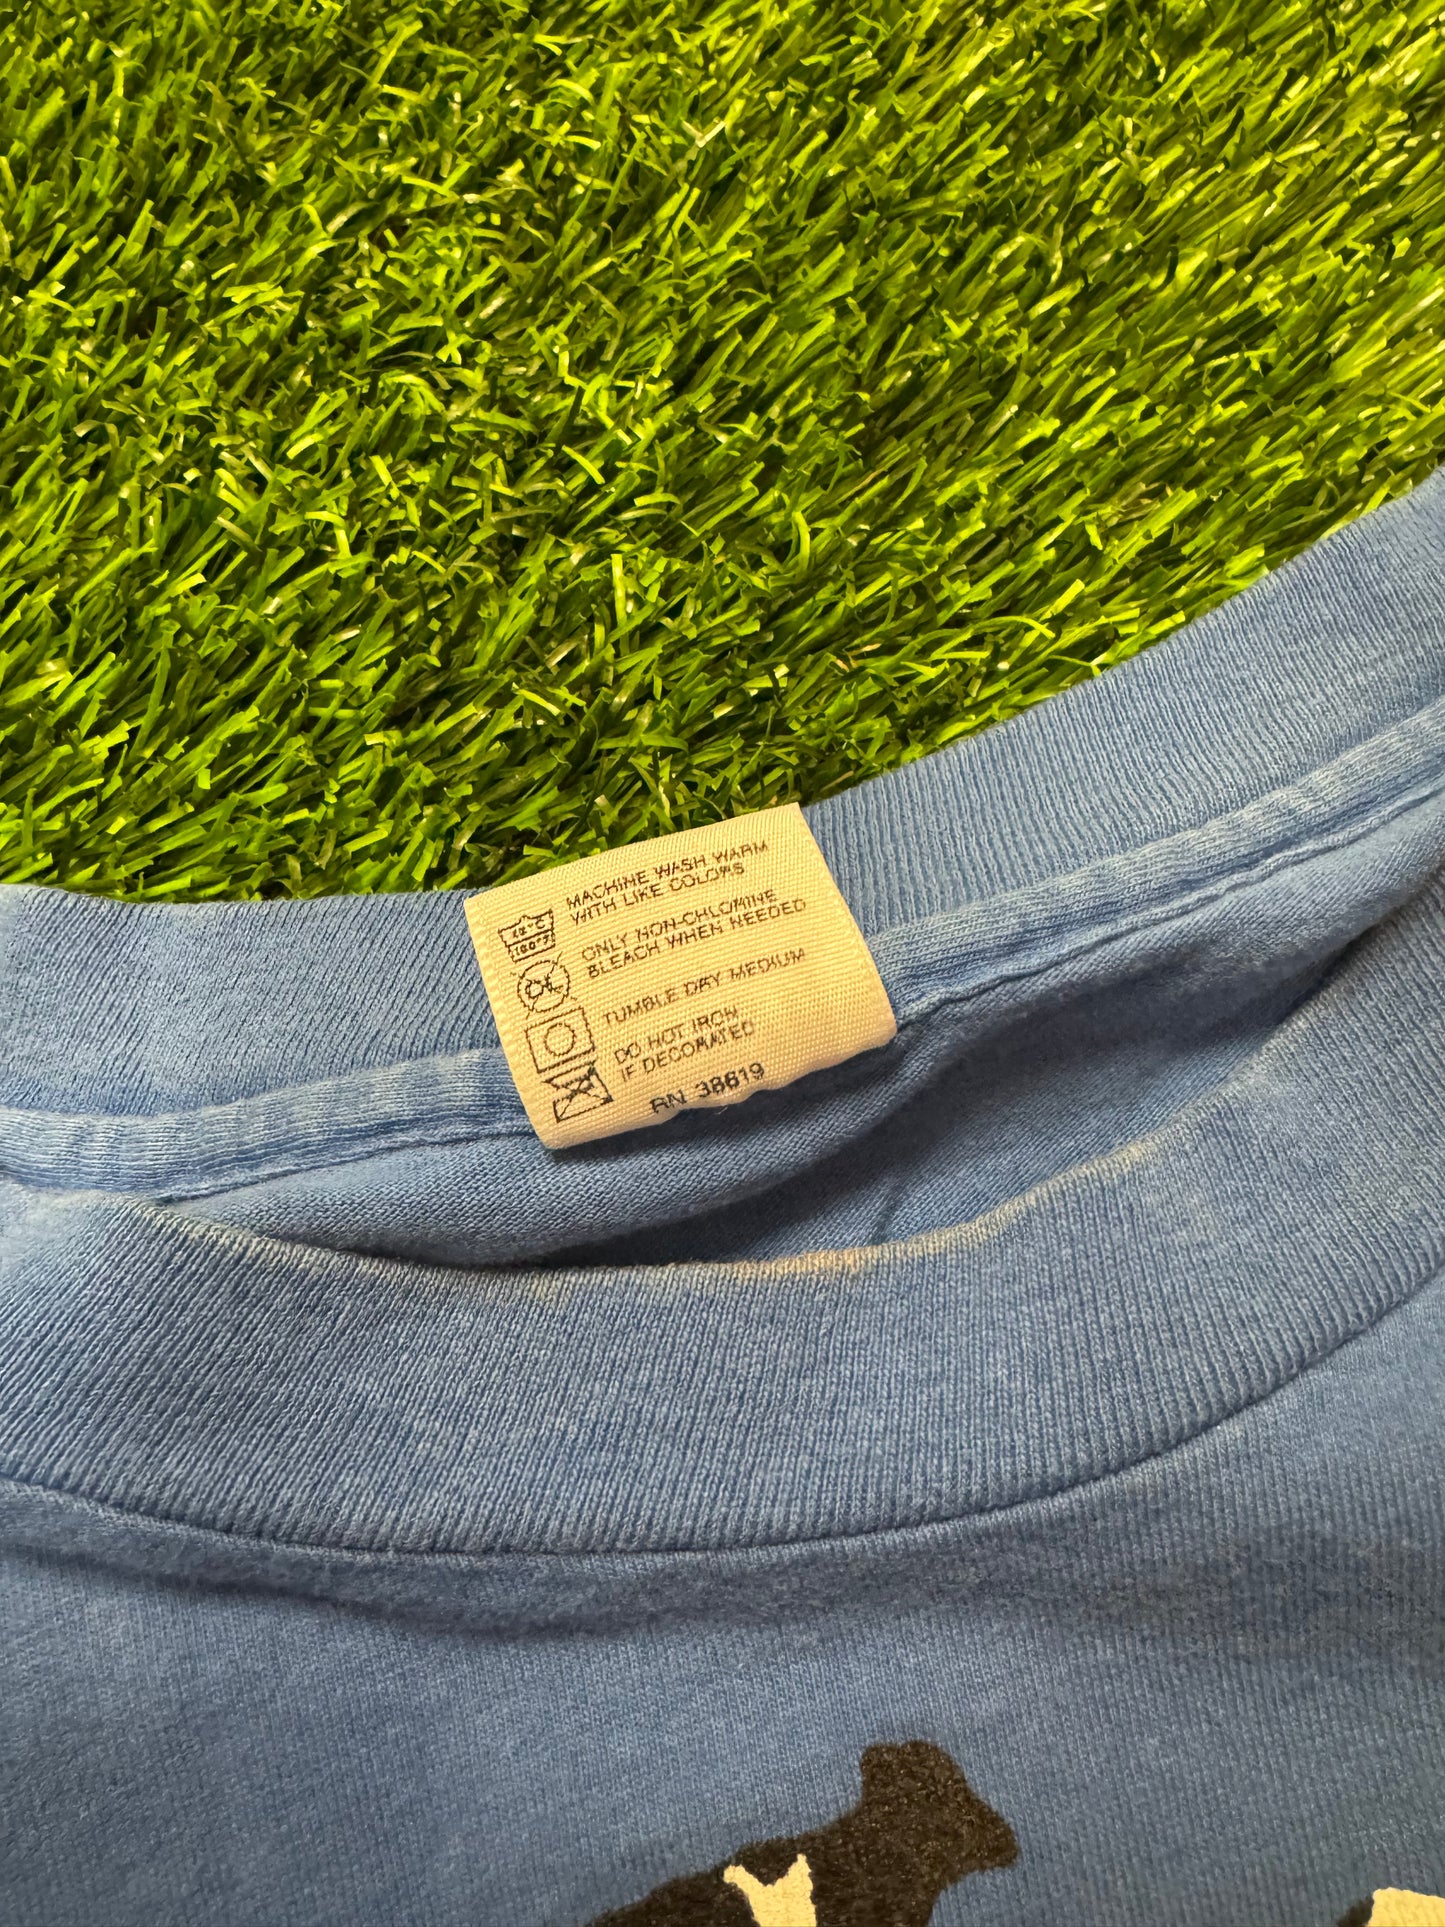 MACHINE WASH WARM
WITH LIKE COLORS
ONLY NON-CHLORINE
BLEACH WHEN NEEDED
TUMBLE DRY MEDIUM
DO NOT IRON
IF DECORATED
RN 38619